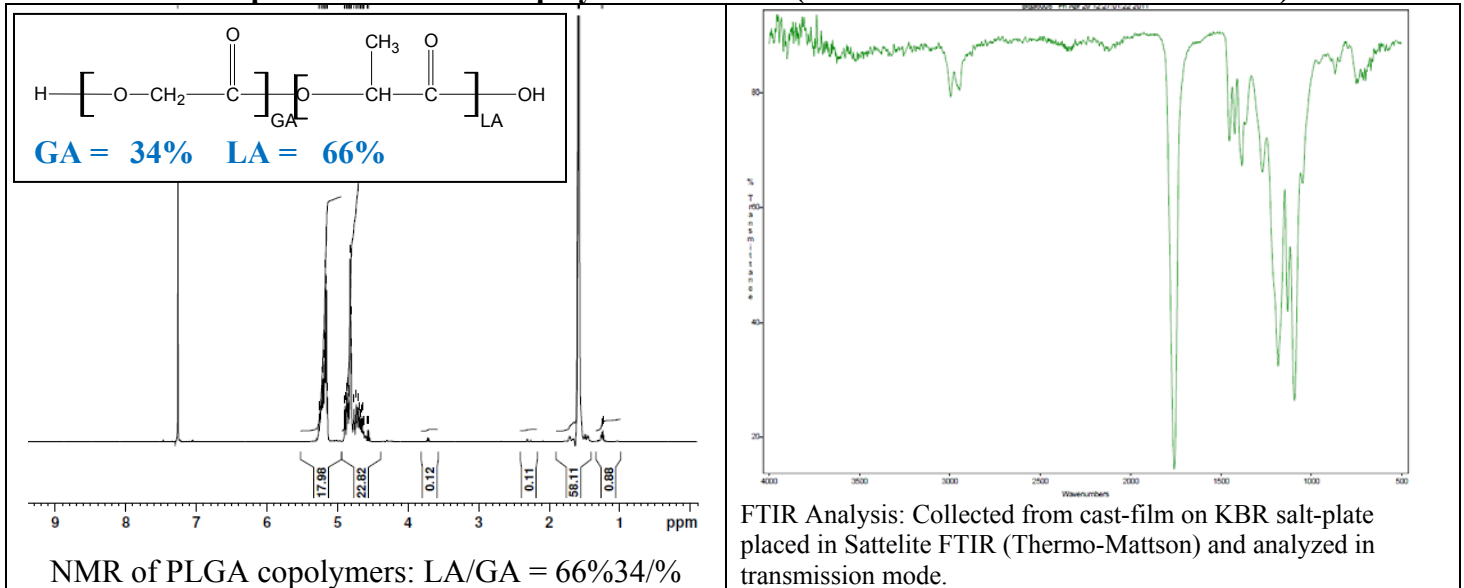 O
CH3
O
H
O
CH2
C
O
CH
C
OH
GA
LA
GA = 34% LA = 66%
17.98
22.82
0.12
0.11
58.11
0.88
9 8 7 6 5 4 3 2 1 ppm
NMR of PLGA copolymers: LA/GA = 66%34/%
% Transmittance
80
60
40
20
4000 3500 3000 2500 2000 1500 1000 500
Wavenumbers
FTIR Analysis: Collected from cast-film on KBR salt-plate
placed in Sattelite FTIR (Thermo-Mattson) and analyzed in
transmission mode.